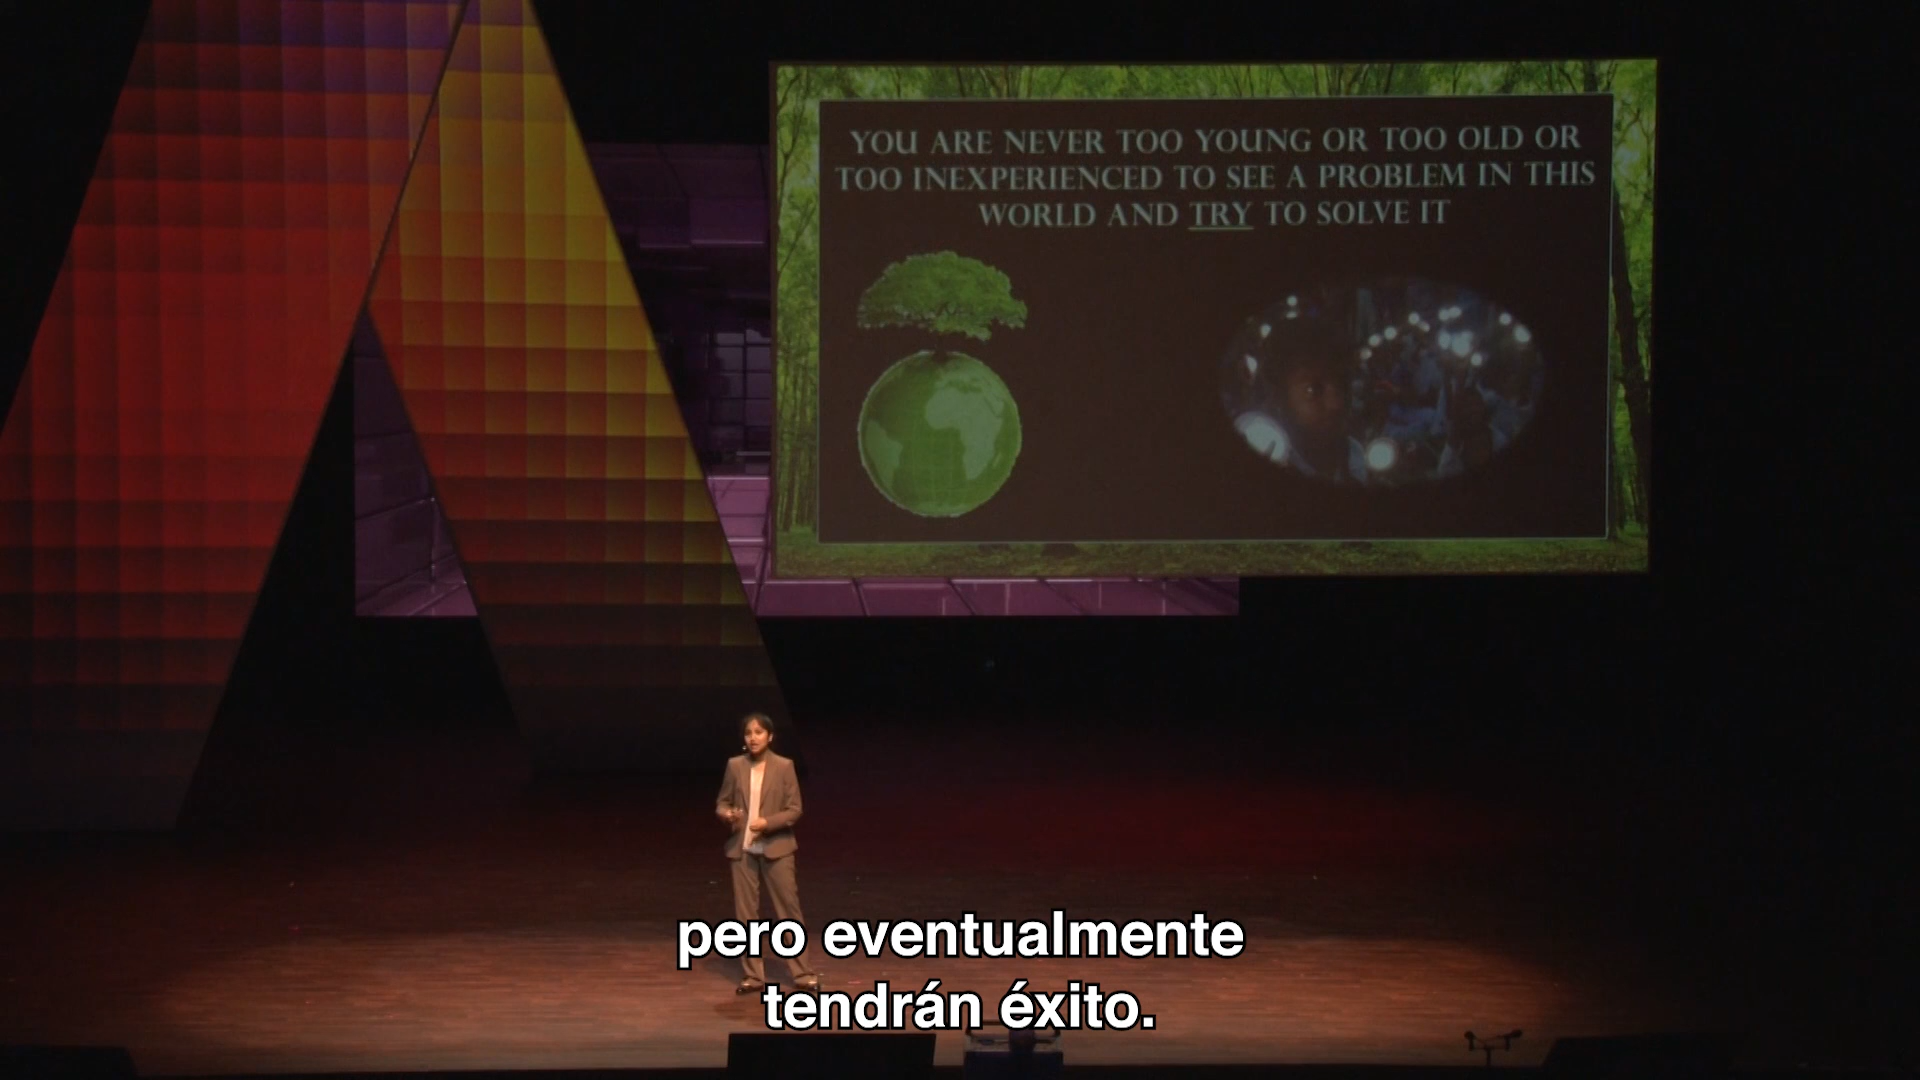 YOU ARE NEVER TOO YOUNG OR TOO OLD OR
TOO INEXPERIENCED TO SEE A PROBLEM IN THIS
WORLD AND TRY TO SOLVE IT
pero eventualmente
tendrán éxito.